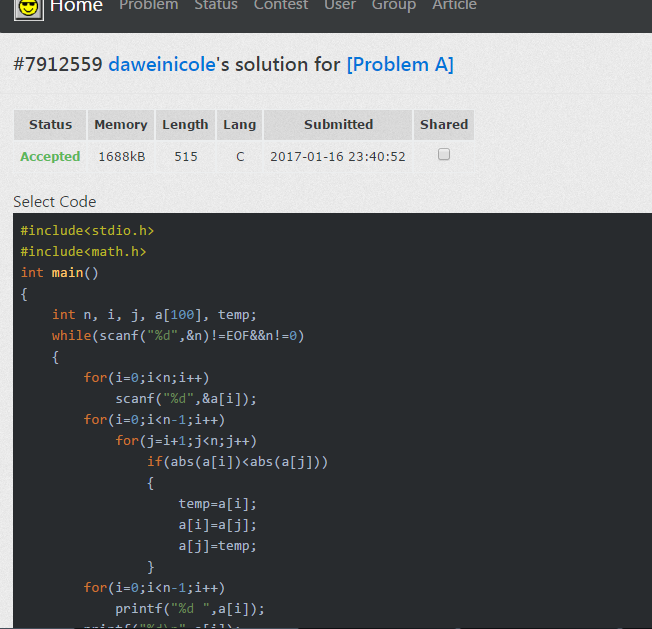 Home Problem Status Contest User Group Article
#7912559 daweinicole's solution for [Problem A]
Status Memory Length Lang Submitted Shared
Accepted 1688kB 515 C 2017-01-16 23:40:52
Select Code
#include<stdio.h>
#include<math.h>
int main()
{
    int n, i, j, a[100], temp;
    while(scanf("%d",&n)!=EOF&&n!=0)
    {
        for(i=0;i<n;i++)
            scanf("%d",&a[i]);
        for(i=0;i<n-1;i++)
            for(j=i+1;j<n;j++)
                if(abs(a[i])<abs(a[j]))
                {
                    temp=a[i];
                    a[i]=a[j];
                    a[j]=temp;
                }
        for(i=0;i<n-1;i++)
            printf("%d ",a[i]);
        printf("%d\n",a[i]);